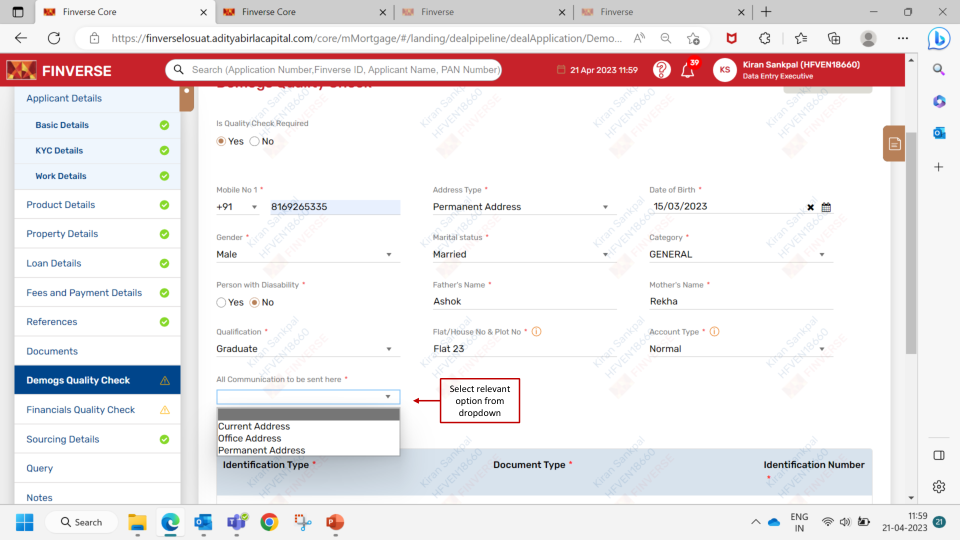 Finverse Core
Finverse Core
Finverse
Finverse
https://finverselosuat.adityabirlacapital.com/core/mMortgage/#/landing/dealpipeline/dealApplication/Demo...
FINVERSE
Search (Application Number,Finverse ID, Applicant Name, PAN Number)
21 Apr 2023 11:59
39
KS
Kiran Sankpal (HFVEN18660)
Data Entry Executive
Applicant Details
Basic Details
KYC Details
Work Details
Product Details
Property Details
Loan Details
Fees and Payment Details
References
Documents
Demogs Quality Check
Financials Quality Check
Sourcing Details
Query
Notes
Demogs Quality Check
Is Quality Check Required
Yes No
Mobile No 1 * Address Type * Date of Birth *
+91 8169265335 Permanent Address 15/03/2023
Gender * Marital status * Category *
Male Married GENERAL
Person with Diasability * Father's Name * Mother's Name *
Yes No Ashok Rekha
Qualification * Flat/House No & Plot No * Account Type *
Graduate Flat 23 Normal
All Communication to be sent here *
Select relevant
option from
dropdown
Current Address
Office Address
Permanent Address
Identification Type * Document Type * Identification Number
*
Kiran Sankpal
HFVEN18660
FINVERSE
Search
ENG
IN
11:59
21-04-2023
21